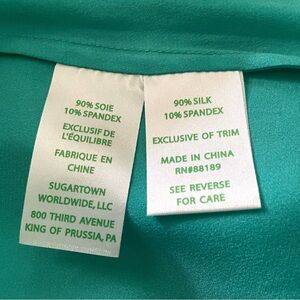 90% SOIE
10% SPANDEX
EXCLUSIF DE
L'ÉQUILIBRE
FABRIQUE EN
CHINE
SUGARTOWN
WORLDWIDE, LLC
800 THIRD AVENUE
KING OF PRUSSIA, PA
90% SILK
10% SPANDEX
EXCLUSIVE OF TRIM
MADE IN CHINA
RN#88189
SEE REVERSE
FOR CARE